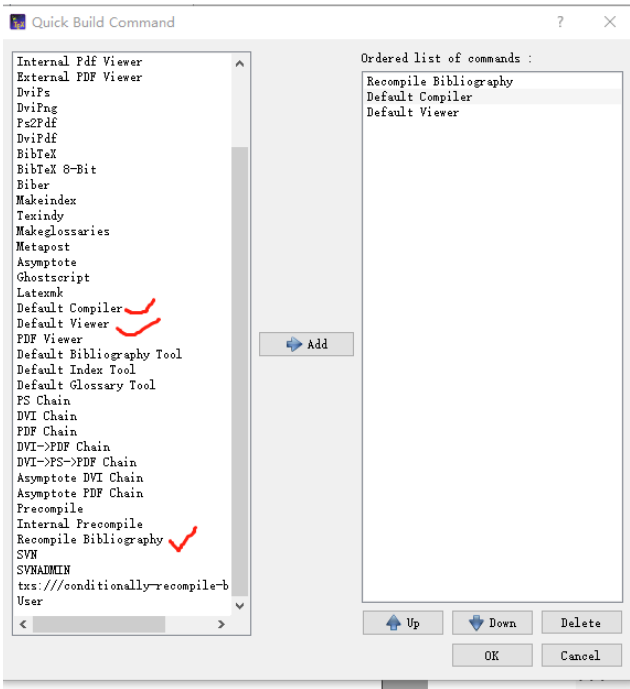 Quick Build Command
Internal Pdf Viewer
External PDF Viewer
DviPs
DviPng
Ps2Pdf
DviPdf
BibTeX
BibTeX 8-Bit
Biber
Makeindex
Texindy
Makeglossaries
Metapost
Asymptote
Ghostscript
Latexmk
Default Compiler
Default Viewer
PDF Viewer
Default Bibliography Tool
Default Index Tool
Default Glossary Tool
PS Chain
DVI Chain
PDF Chain
DVI->PDF Chain
DVI->PS->PDF Chain
Asymptote DVI Chain
Asymptote PDF Chain
Precompile
Internal Precompile
Recompile Bibliography
SVN
SVNADMIN
txs:///conditionally-recompile-b
User
Add
Ordered list of commands :
Recompile Bibliography
Default Compiler
Default Viewer
Up Down Delete
OK Cancel